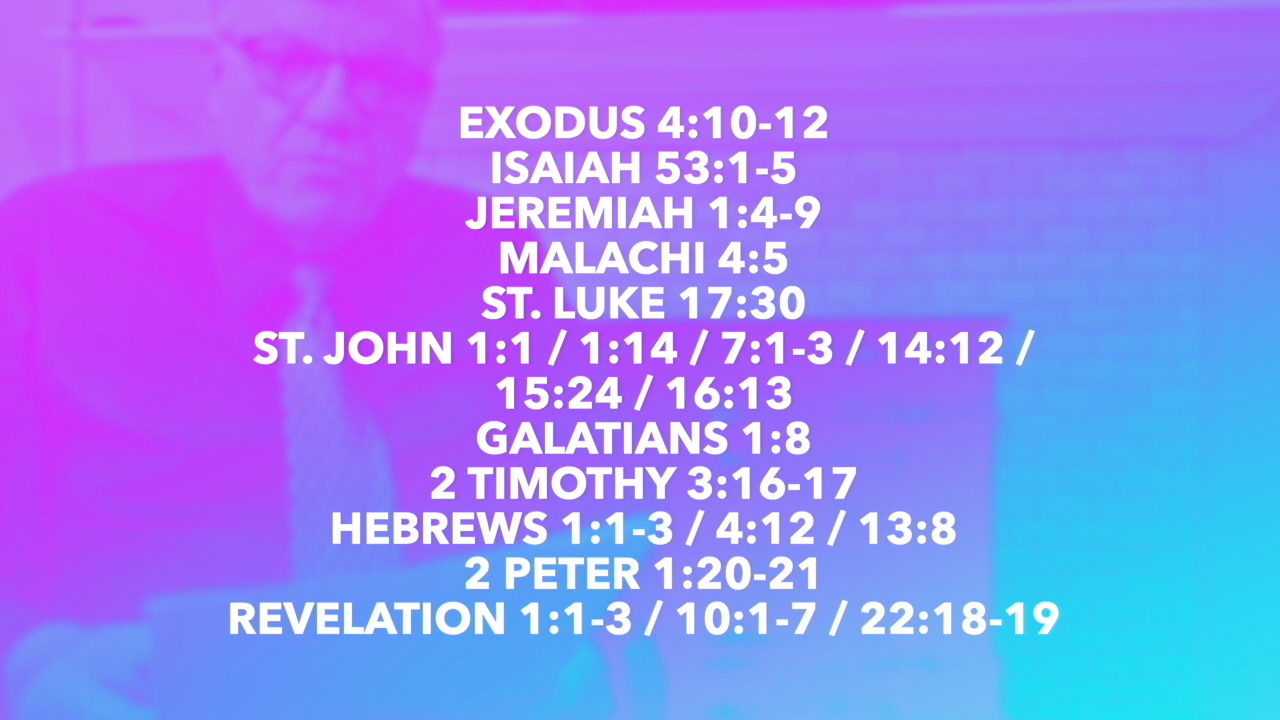 EXODUS 4:10-12
ISAIAH 53:1-5
JEREMIAH 1:4-9
MALACHI 4:5
ST. LUKE 17:30
ST. JOHN 1:1 / 1:14 / 7:1-3 / 14:12 /
15:24 / 16:13
GALATIANS 1:8
2 TIMOTHY 3:16-17
HEBREWS 1:1-3 / 4:12 / 13:8
2 PETER 1:20-21
REVELATION 1:1-3 / 10:1-7 / 22:18-19